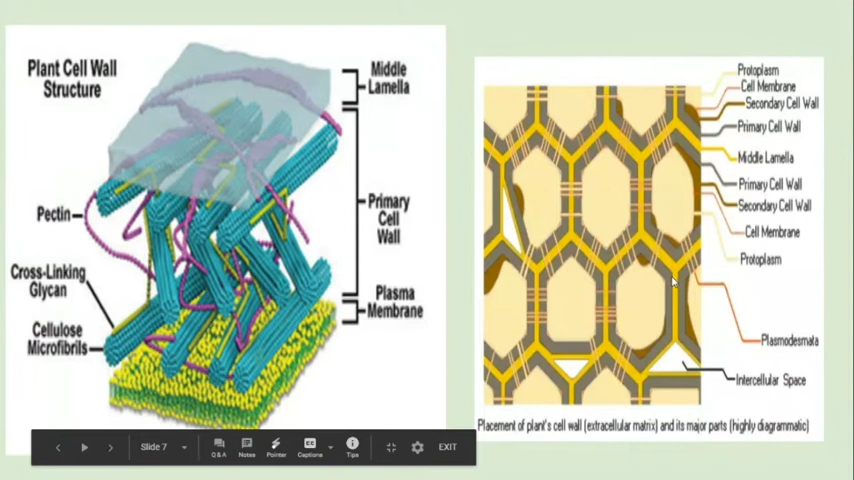 Plant Cell Wall
Structure
Middle
Lamella
Pectin
Primary
Cell
Wall
Cross-Linking
Glycan
Plasma
Membrane
Cellulose
Microfibrils
Protoplasm
Cell Membrane
Secondary Cell Wall
Primary Cell Wall
Middle Lamella
Primary Cell Wall
Secondary Cell Wall
Cell Membrane
Protoplasm
Plasmodesmata
Intercellular Space
Placement of plant's cell wall (extracellular matrix) and its major parts (highly diagrammatic)
Slide 7
Q&A
Notes
Pointer
Captions
Tips
EXIT